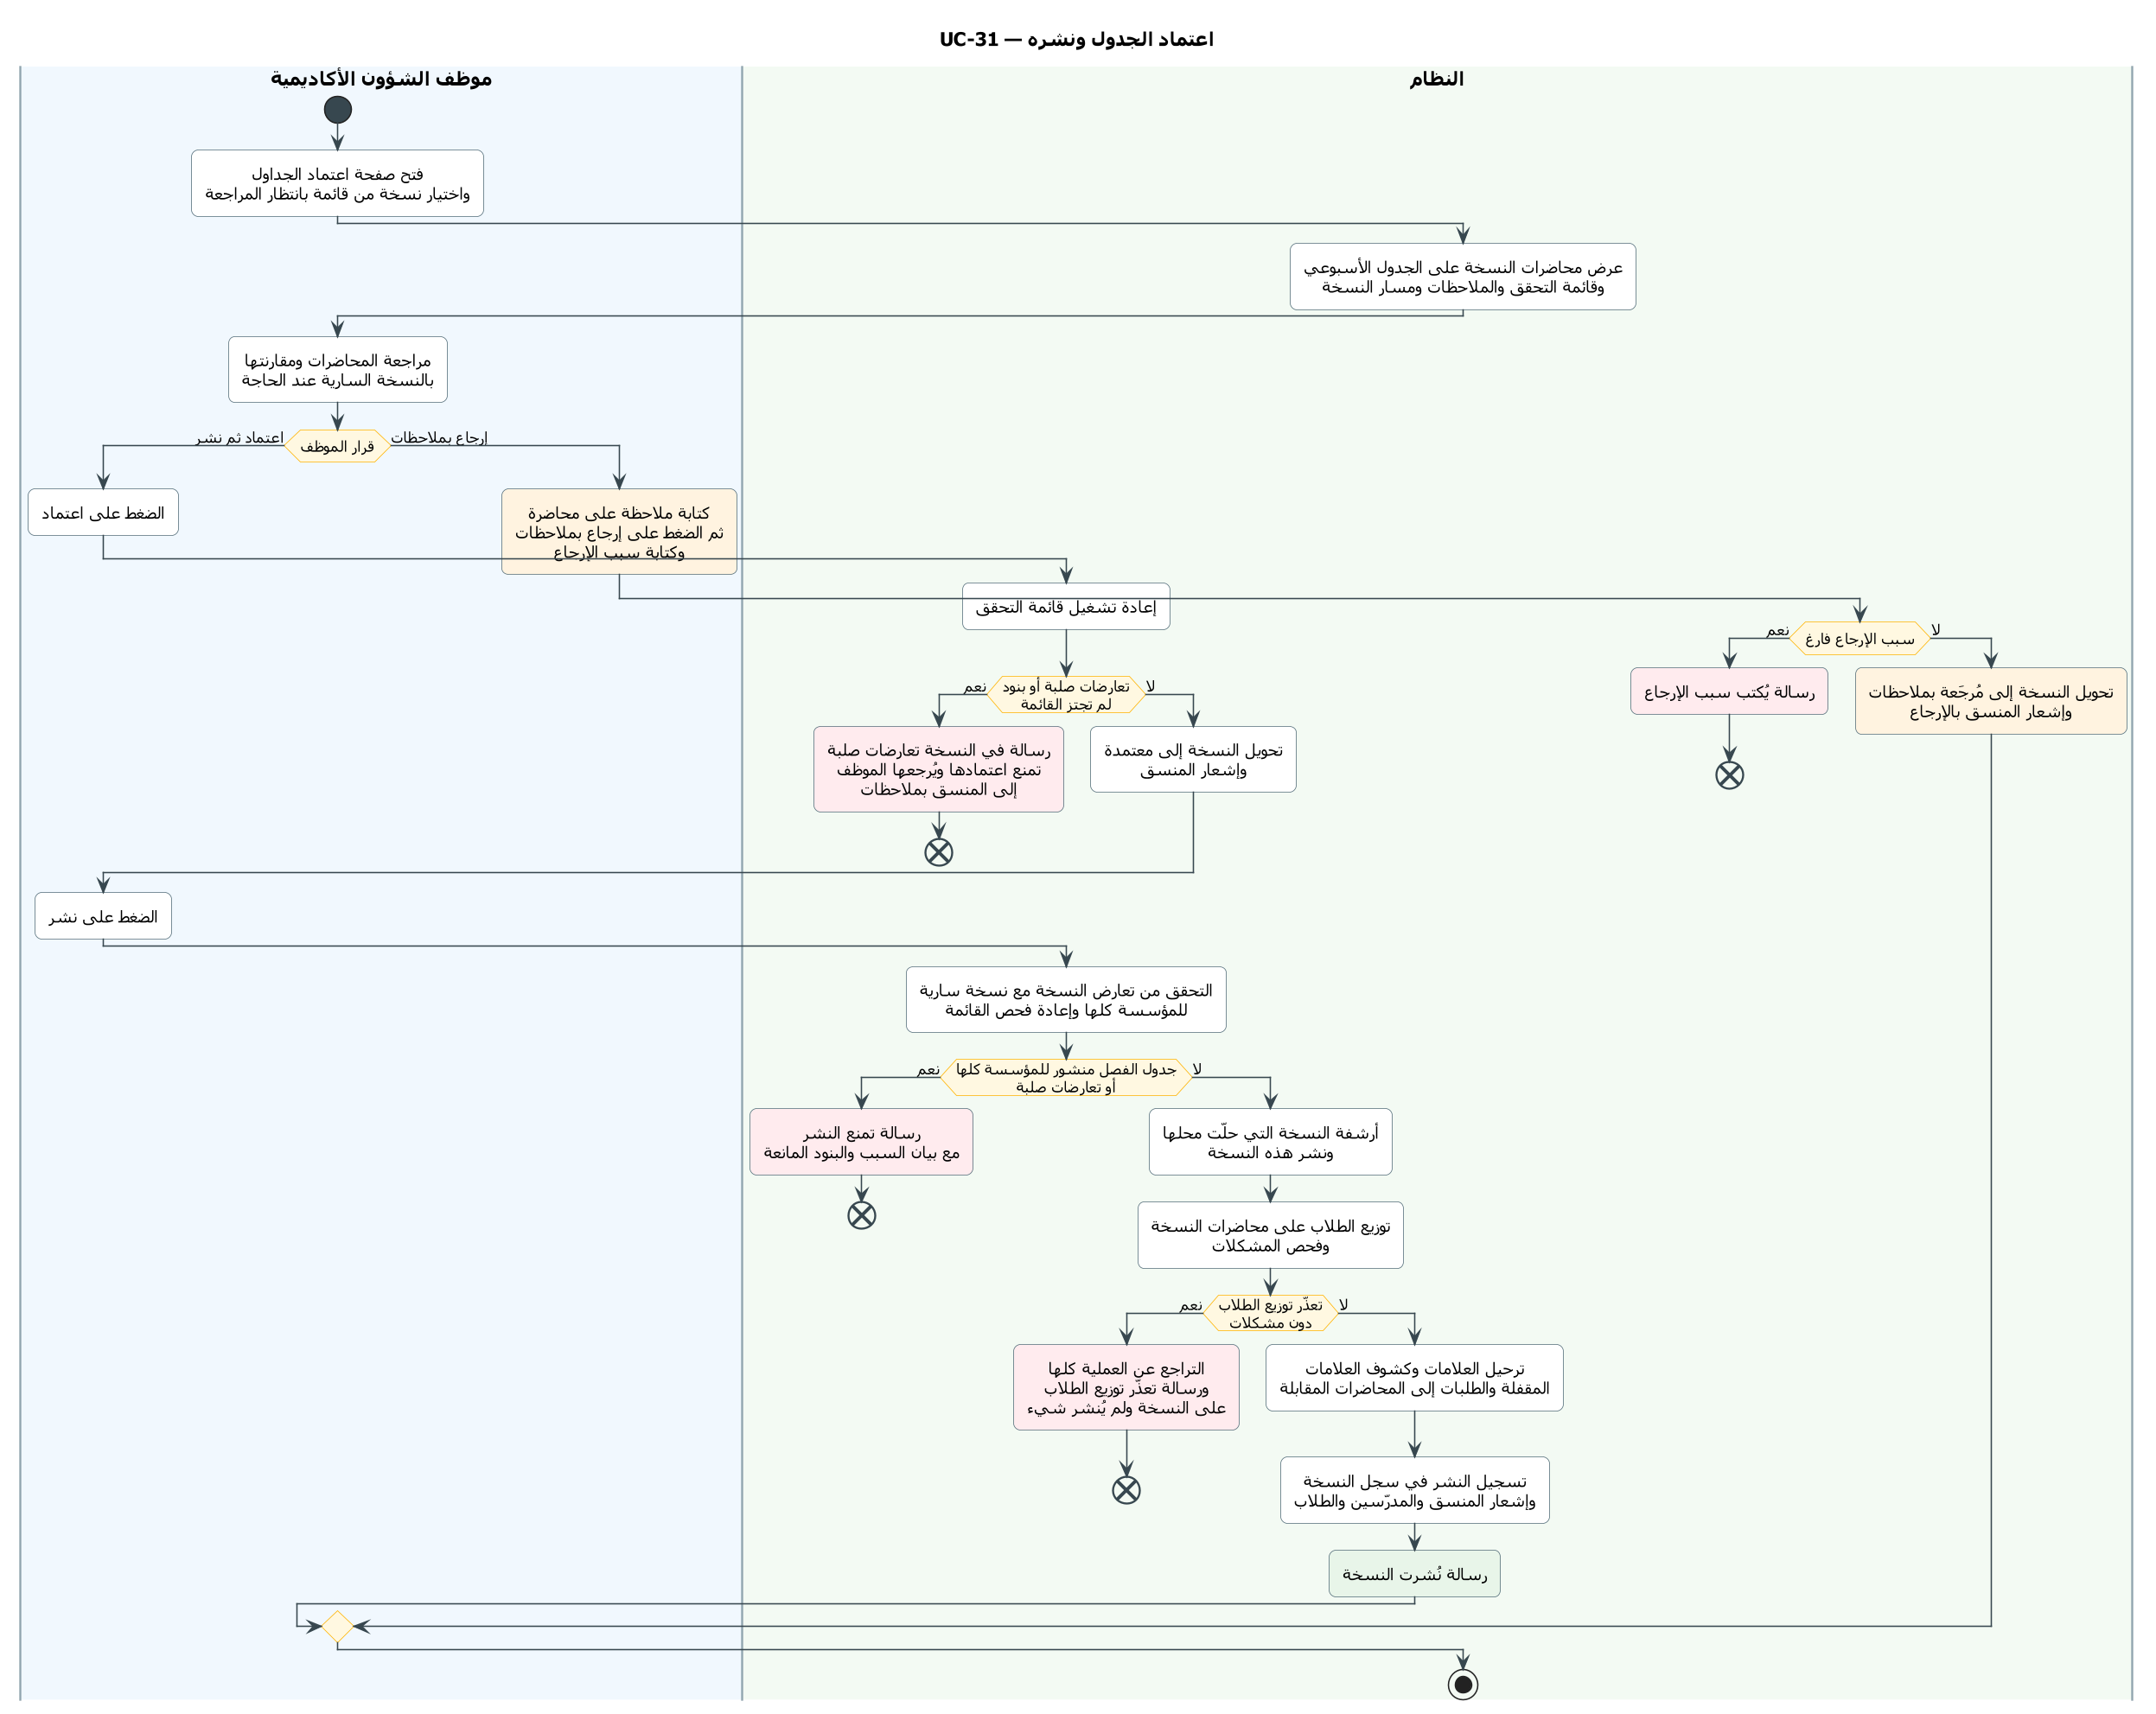 UC-31 — اعتماد الجدول ونشره
موظف الشؤون الأكاديمية
النظام
فتح صفحة اعتماد الجداول
واختيار نسخة من قائمة بانتظار المراجعة
عرض محاضرات النسخة على الجدول الأسبوعي
وقائمة التحقق والملاحظات ومسار النسخة
مراجعة المحاضرات ومقارنتها
بالنسخة السارية عند الحاجة
قرار الموظف
اعتماد ثم نشر
إرجاع بملاحظات
الضغط على اعتماد
كتابة ملاحظة على محاضرة
ثم الضغط على إرجاع بملاحظات
وكتابة سبب الإرجاع
إعادة تشغيل قائمة التحقق
سبب الإرجاع فارغ
نعم
لا
رسالة يُكتب سبب الإرجاع
تحويل النسخة إلى مُرجَعة بملاحظات
وإشعار المنسق بالإرجاع
تعارضات صلبة أو بنود
لم تجتز القائمة
نعم
لا
رسالة في النسخة تعارضات صلبة
تمنع اعتمادها ويُرجعها الموظف
إلى المنسق بملاحظات
تحويل النسخة إلى معتمدة
وإشعار المنسق
الضغط على نشر
التحقق من تعارض النسخة مع نسخة سارية
للمؤسسة كلها وإعادة فحص القائمة
جدول الفصل منشور للمؤسسة كلها
أو تعارضات صلبة
نعم
لا
رسالة تمنع النشر
مع بيان السبب والبنود المانعة
أرشفة النسخة التي حلّت محلها
ونشر هذه النسخة
توزيع الطلاب على محاضرات النسخة
وفحص المشكلات
تعذّر توزيع الطلاب
دون مشكلات
نعم
لا
التراجع عن العملية كلها
ورسالة تعذّر توزيع الطلاب
على النسخة ولم يُنشر شيء
ترحيل العلامات وكشوف العلامات
المقفلة والطلبات إلى المحاضرات المقابلة
تسجيل النشر في سجل النسخة
وإشعار المنسق والمدرّسين والطلاب
رسالة نُشرت النسخة